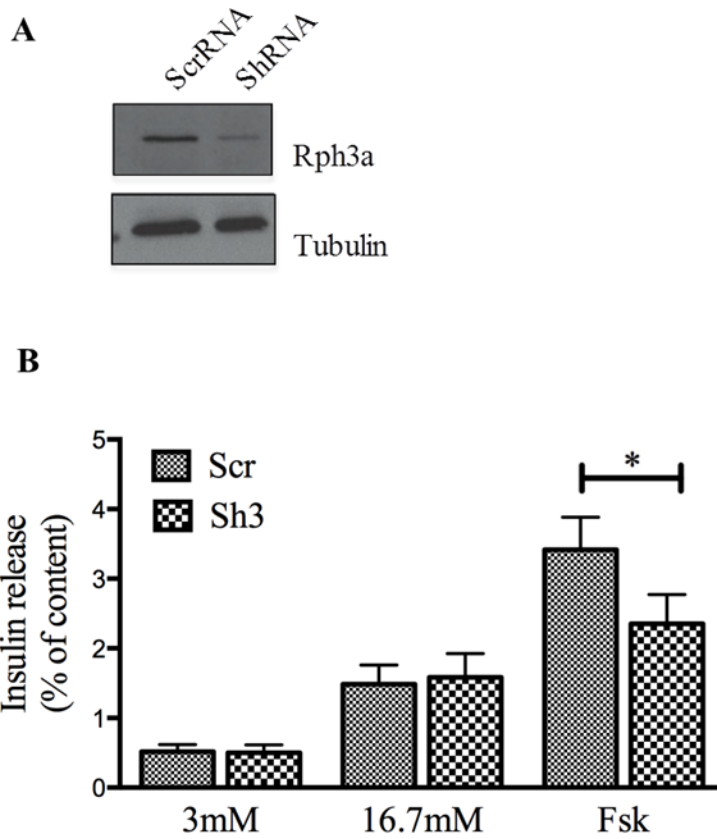 A
ScrRNA ShRNA
Rph3a
Tubulin
B
5
Scr
Sh3
*
4
3
2
1
0
Insulin release
(% of content)
3mM 16.7mM Fsk